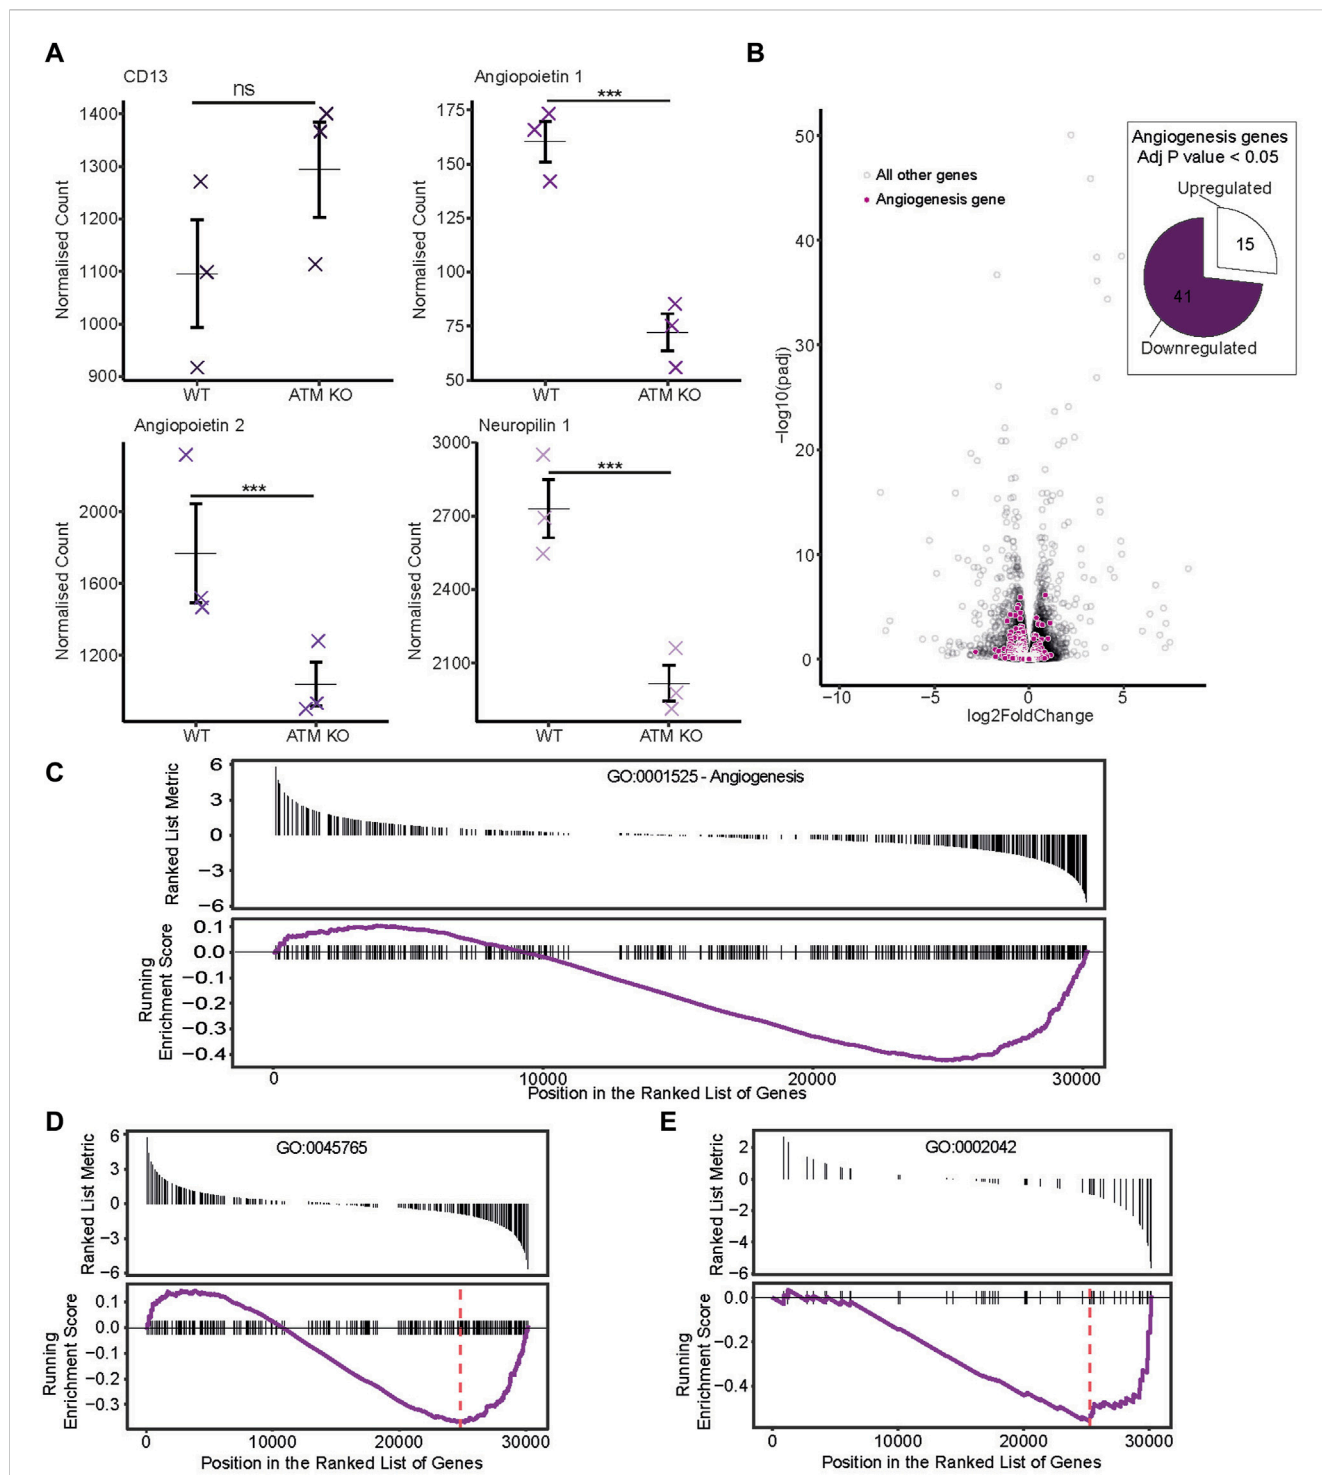 A
CD13
ns
Normalised Count
1400
1300
1200
1100
1000
900
WT
ATM KO
Angiopoietin 1
***
Normalised Count
175
150
125
100
75
50
WT
ATM KO
Angiopoietin 2
***
Normalised Count
2000
1600
1200
WT
ATM KO
Neuropilin 1
***
Normalised Count
3000
2700
2400
2100
WT
ATM KO
B
−log10(padj)
50
40
30
20
10
0
−10
−5
0
5
log2FoldChange
All other genes
Angiogenesis gene
Angiogenesis genes
Adj P value < 0.05
Upregulated
15
41
Downregulated
C
GO:0001525 - Angiogenesis
Ranked List Metric
6
3
0
−3
−6
Running
Enrichment Score
0.1
0.0
−0.1
−0.2
−0.3
−0.4
0
10000
20000
30000
Position in the Ranked List of Genes
D
GO:0045765
Ranked List Metric
6
3
0
−3
−6
Running
Enrichment Score
0.1
0.0
−0.1
−0.2
−0.3
0
10000
20000
30000
Position in the Ranked List of Genes
E
GO:0002042
Ranked List Metric
2
0
−2
−4
−6
Running
Enrichment Score
0.0
−0.2
−0.4
0
10000
20000
30000
Position in the Ranked List of Genes